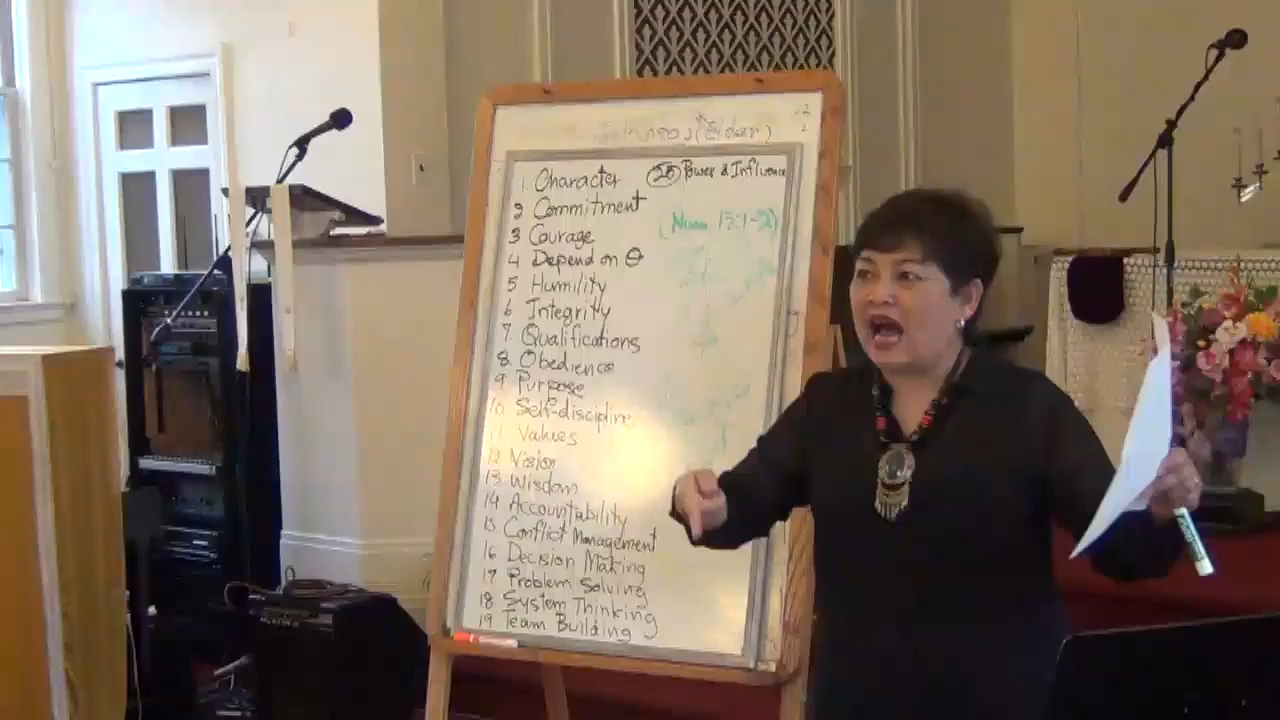 (Elder)
1. Character
20 Power & Influence
2 Commitment
3 Courage
4 Depend on Θ
5 Humility
6 Integrity
7 Qualifications
8. Obedience
9 Purpose
10 Self-discipline
11 Values
12 Vision
13 Wisdom
14 Accountability
15 Conflict Management
16 Decision Making
17 Problem Solving
18 System Thinking
19 Team Building